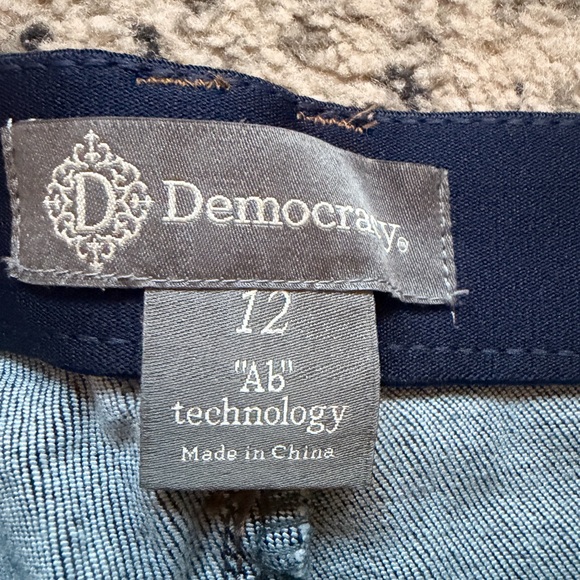 D Democracy®
12
"Ab"
technology
Made in China